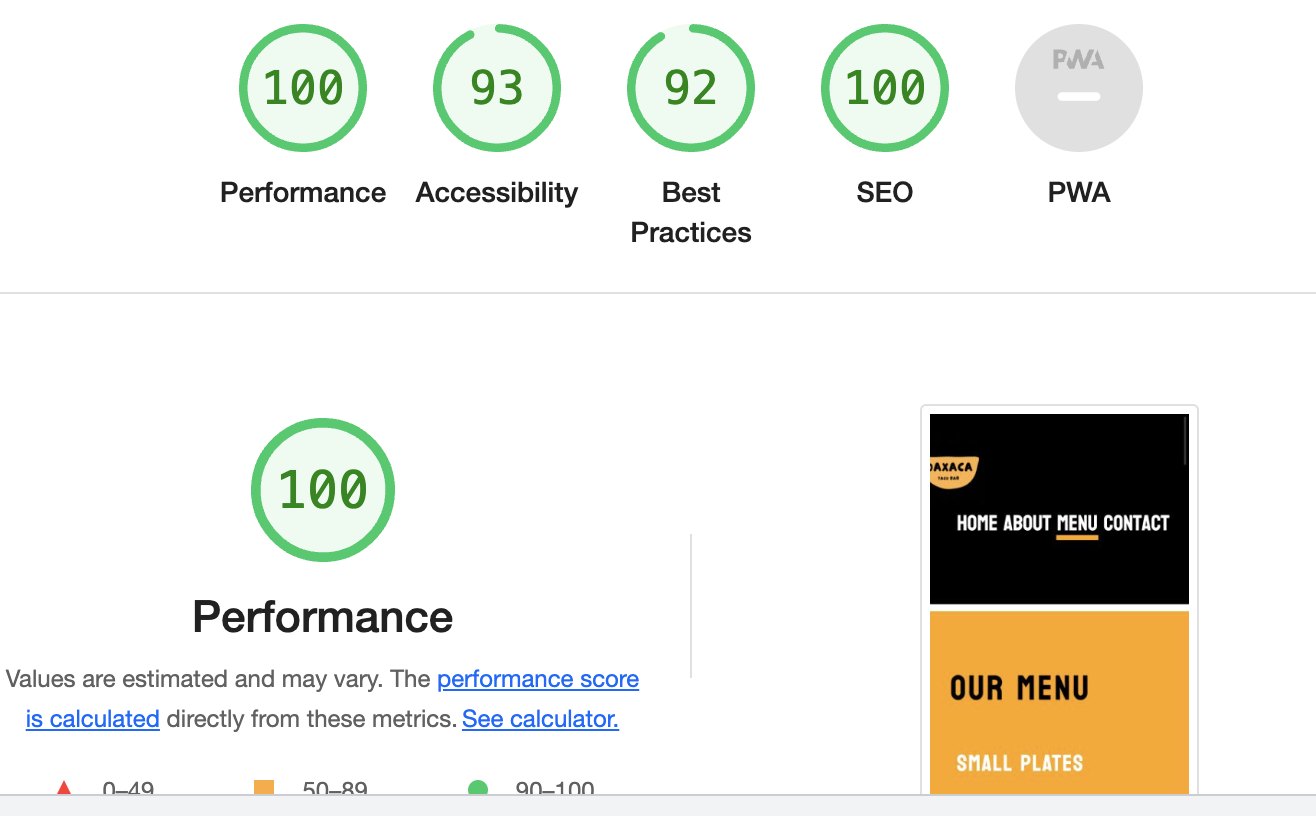 100
93
92
100
PWA
Performance
Accessibility
Best
Practices
SEO
PWA
100
Performance
Values are estimated and may vary. The performance score
is calculated directly from these metrics. See calculator.
0–49
50–89
90–100
OAXACA
TACO BAR
HOME ABOUT MENU CONTACT
OUR MENU
SMALL PLATES